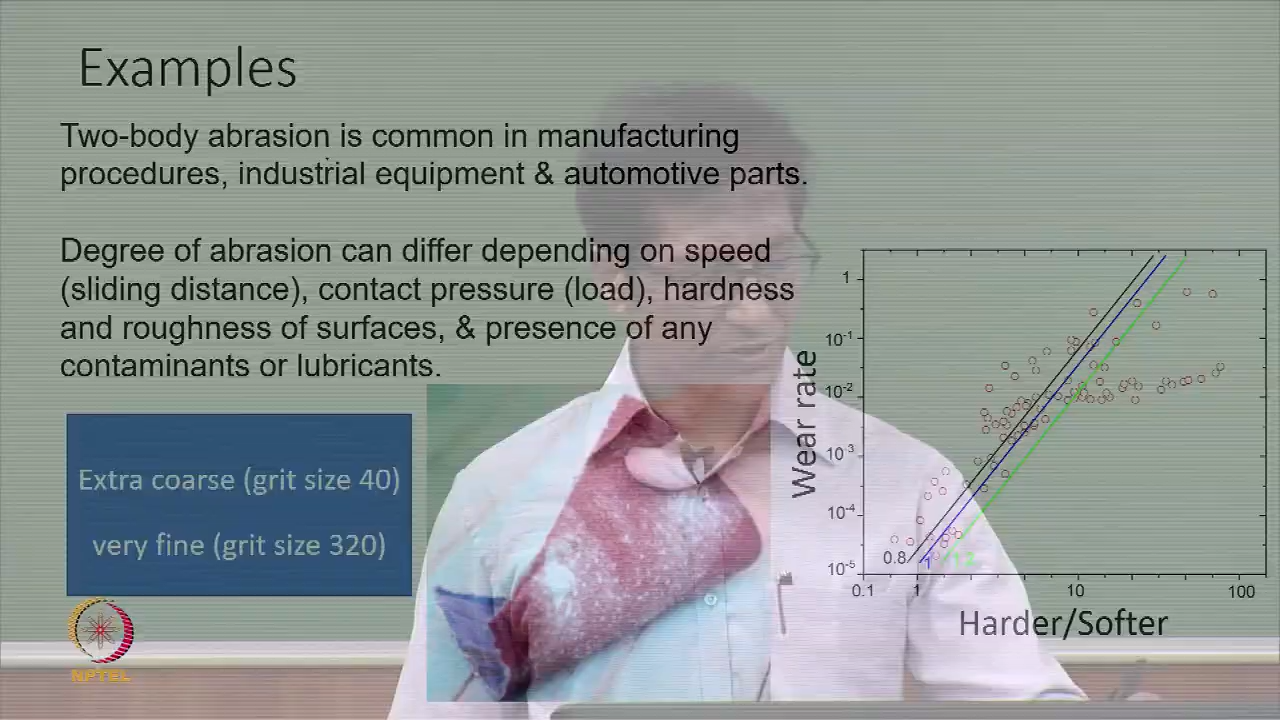 Examples
Two-body abrasion is common in manufacturing
procedures, industrial equipment & automotive parts.
Degree of abrasion can differ depending on speed
(sliding distance), contact pressure (load), hardness
and roughness of surfaces, & presence of any
contaminants or lubricants.
Extra coarse (grit size 40)
very fine (grit size 320)
Wear rate
1
10-1
10-2
10-3
10-4
10-5
0.8
1
1.2
0.1
1
10
100
Harder/Softer
NPTEL